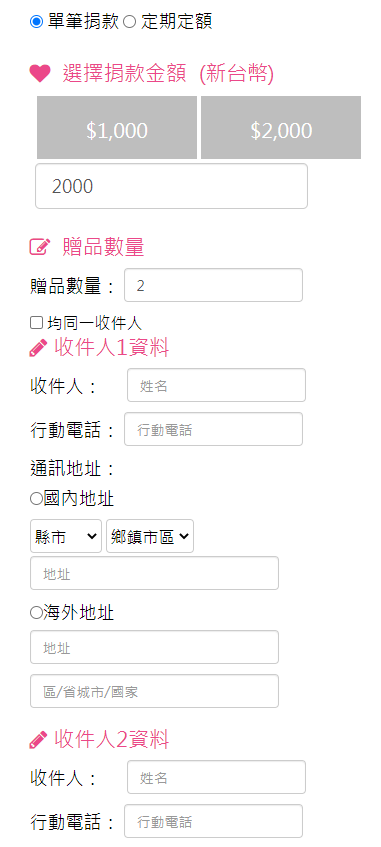 單筆捐款 定期定額
選擇捐款金額 (新台幣)
$1,000 $2,000
2000
贈品數量
贈品數量： 2
均同一收件人
收件人1資料
收件人： 姓名
行動電話： 行動電話
通訊地址：
國內地址
縣市 鄉鎮市區
地址
海外地址
地址
區/省城市/國家
收件人2資料
收件人： 姓名
行動電話： 行動電話